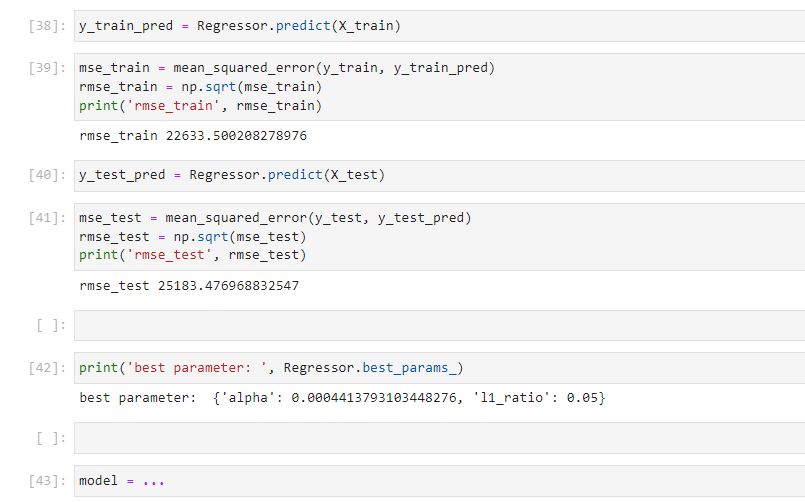 [38]: y_train_pred = Regressor.predict(X_train)
[39]: mse_train = mean_squared_error(y_train, y_train_pred)
rmse_train = np.sqrt(mse_train)
print('rmse_train', rmse_train)
rmse_train 22633.500208278976
[40]: y_test_pred = Regressor.predict(X_test)
[41]: mse_test = mean_squared_error(y_test, y_test_pred)
rmse_test = np.sqrt(mse_test)
print('rmse_test', rmse_test)
rmse_test 25183.476968832547
[ ]:
[42]: print('best parameter: ', Regressor.best_params_)
best parameter:  {'alpha': 0.0004413793103448276, 'l1_ratio': 0.05}
[ ]:
[43]: model = ...